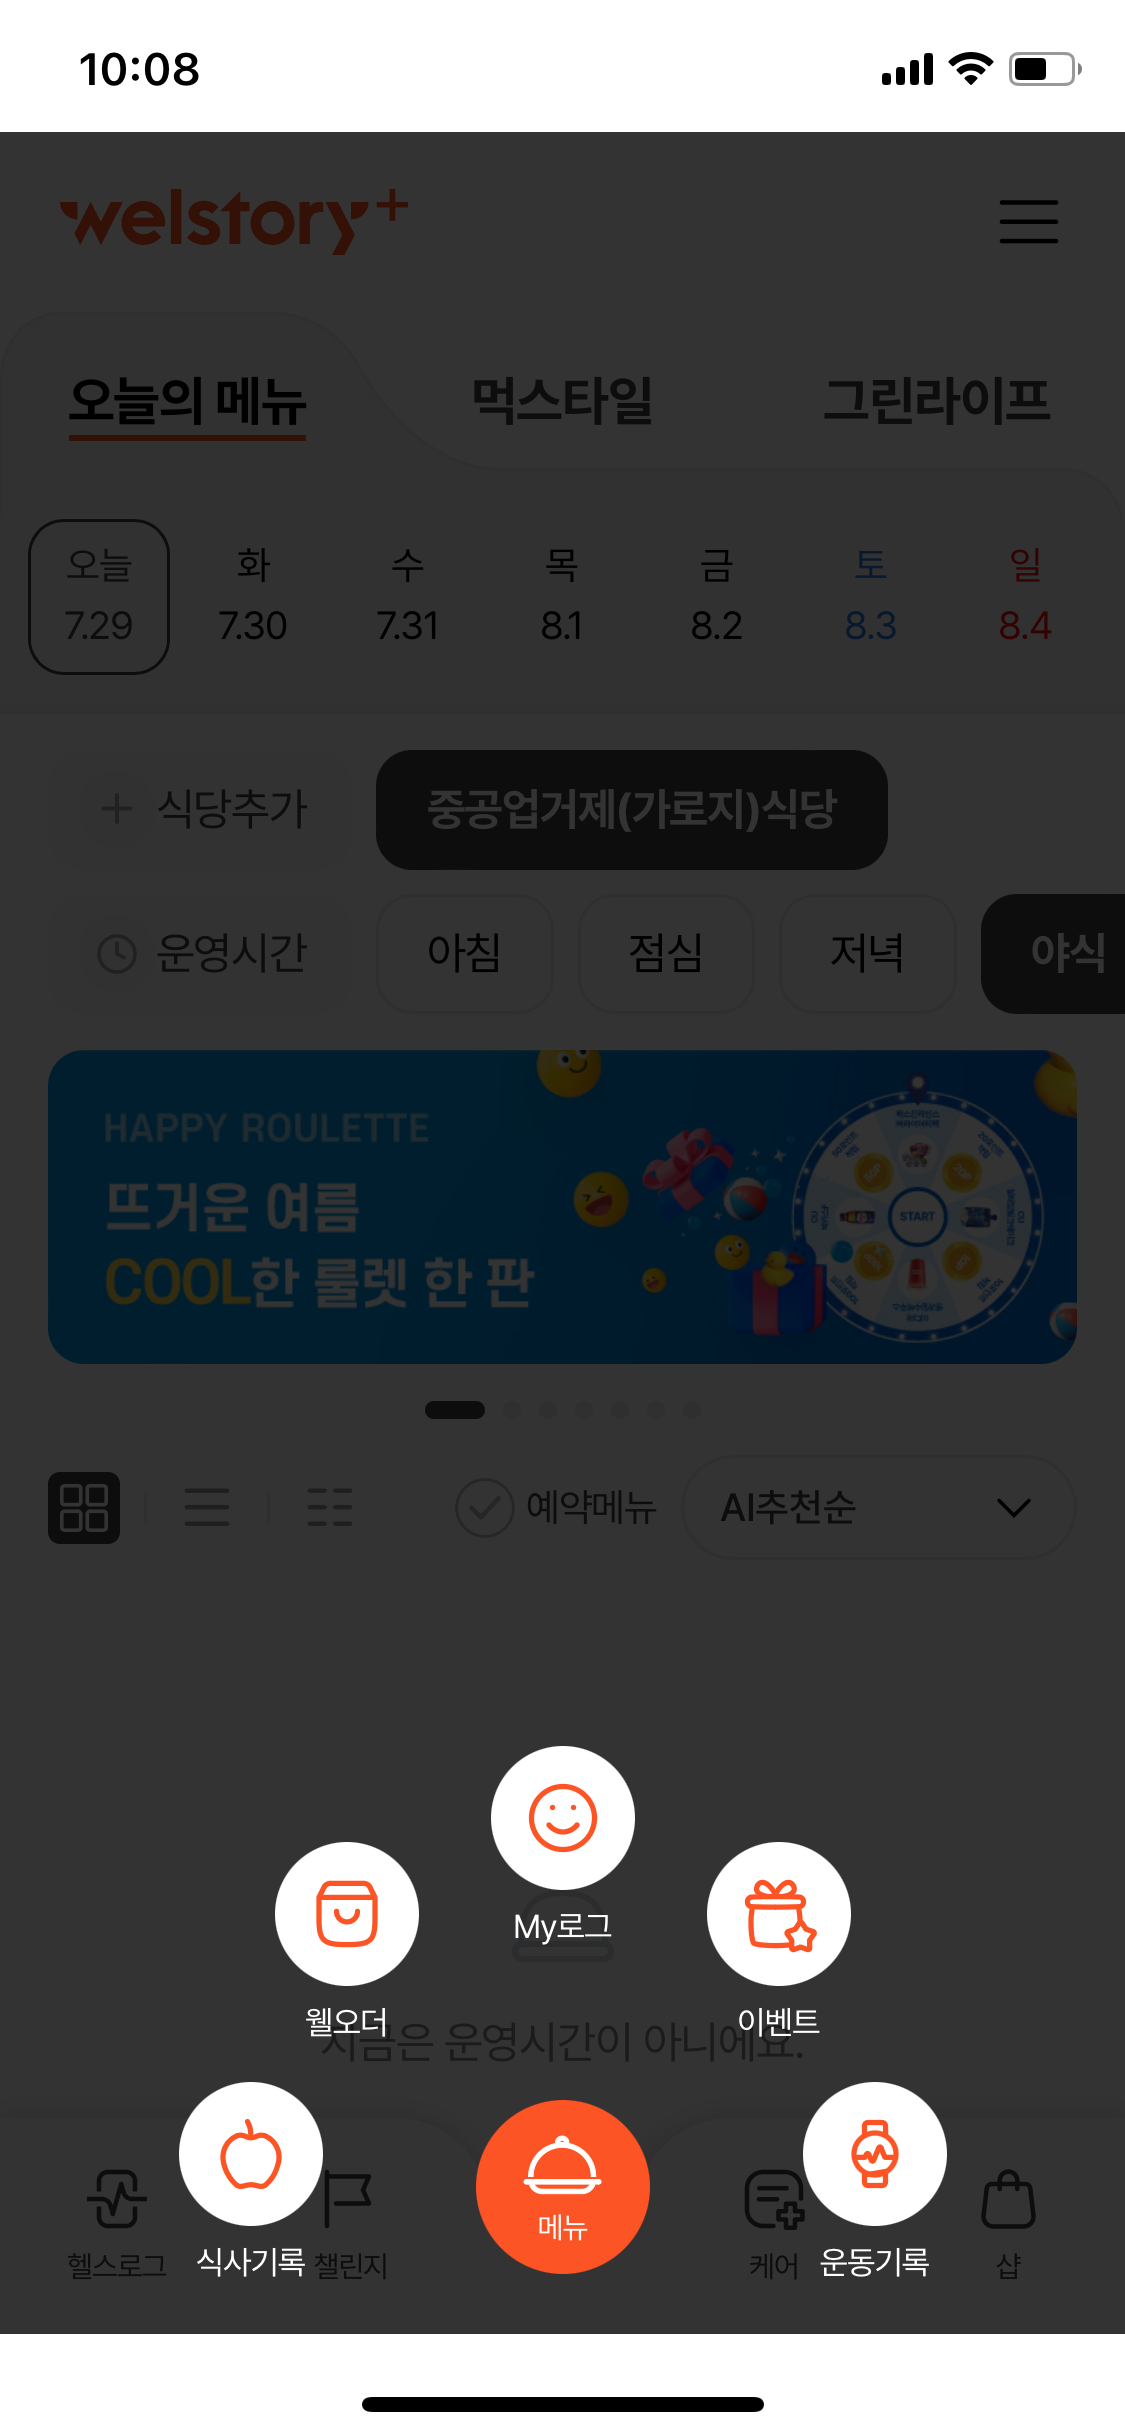 10:08
welstory+
오늘의 메뉴 먹스타일 그린라이프
오늘 화 수 목 금 토 일
7.29 7.30 7.31 8.1 8.2 8.3 8.4
식당추가 중공업거제(가로지)식당
운영시간 아침 점심 저녁 야식
HAPPY ROULETTE
뜨거운 여름
COOL한 룰렛 한 판
START
예약메뉴 AI추천순
My로그
웰오더 이벤트
지금은 운영시간이 아니에요.
메뉴
헬스로그 식사기록 챌린지 케어 운동기록 샵